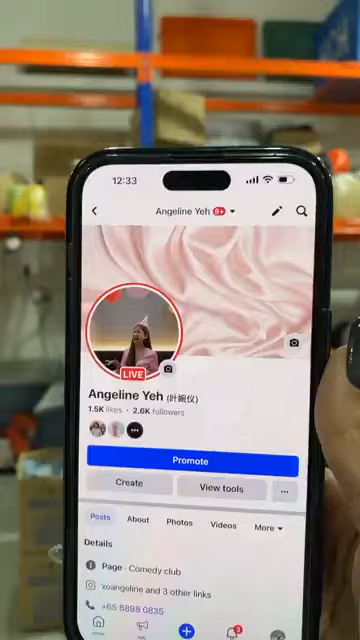 12:33
Angeline Yeh 9+
LIVE
Angeline Yeh (叶婉仪)
1.5K likes • 2.6K followers
Promote
Create
View tools
Posts
About
Photos
Videos
More
Details
Page · Comedy club
xoangeline and 3 other links
+65 8898 0835